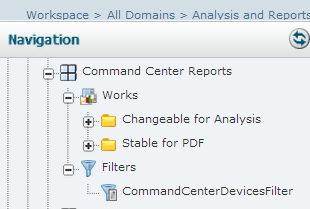 Workspace > All Domains > Analysis and Reports
Navigation
Command Center Reports
Works
Changeable for Analysis
Stable for PDF
Filters
CommandCenterDevicesFilter